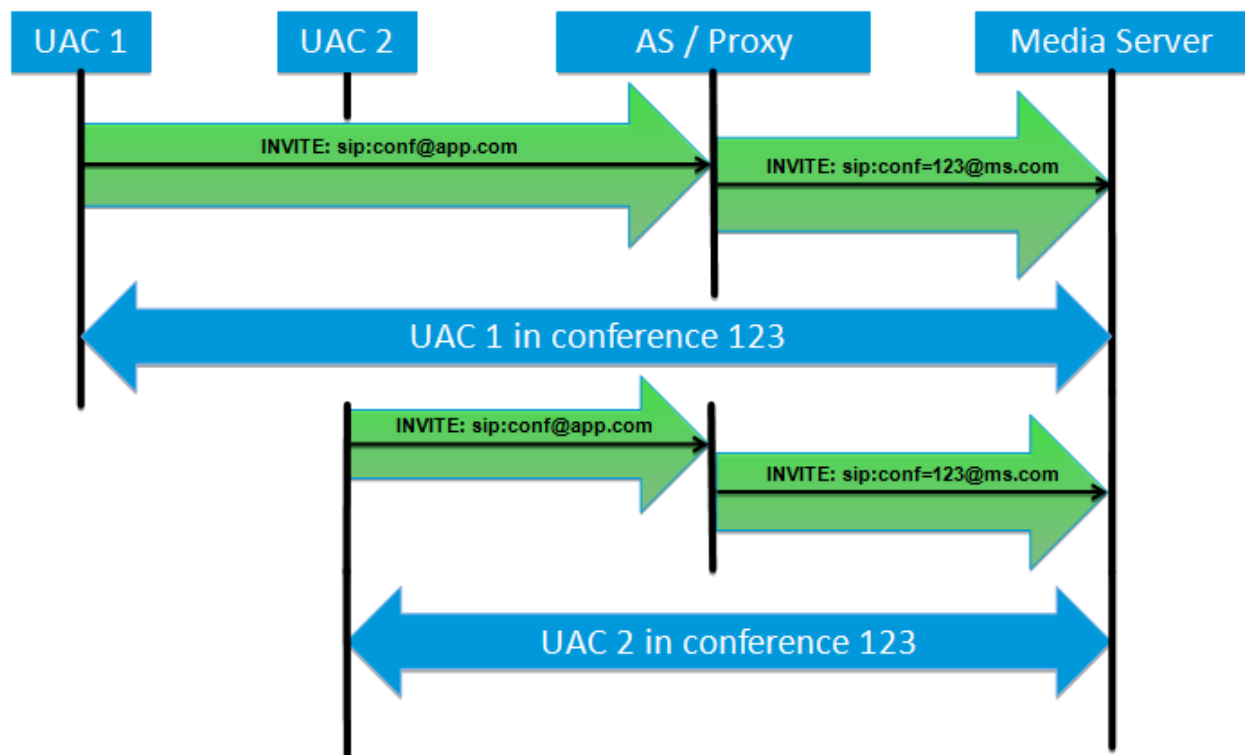 UAC 1
UAC 2
AS / Proxy
Media Server
INVITE: sip:conf@app.com
INVITE: sip:conf=123@ms.com
UAC 1 in conference 123
INVITE: sip:conf@app.com
INVITE: sip:conf=123@ms.com
UAC 2 in conference 123